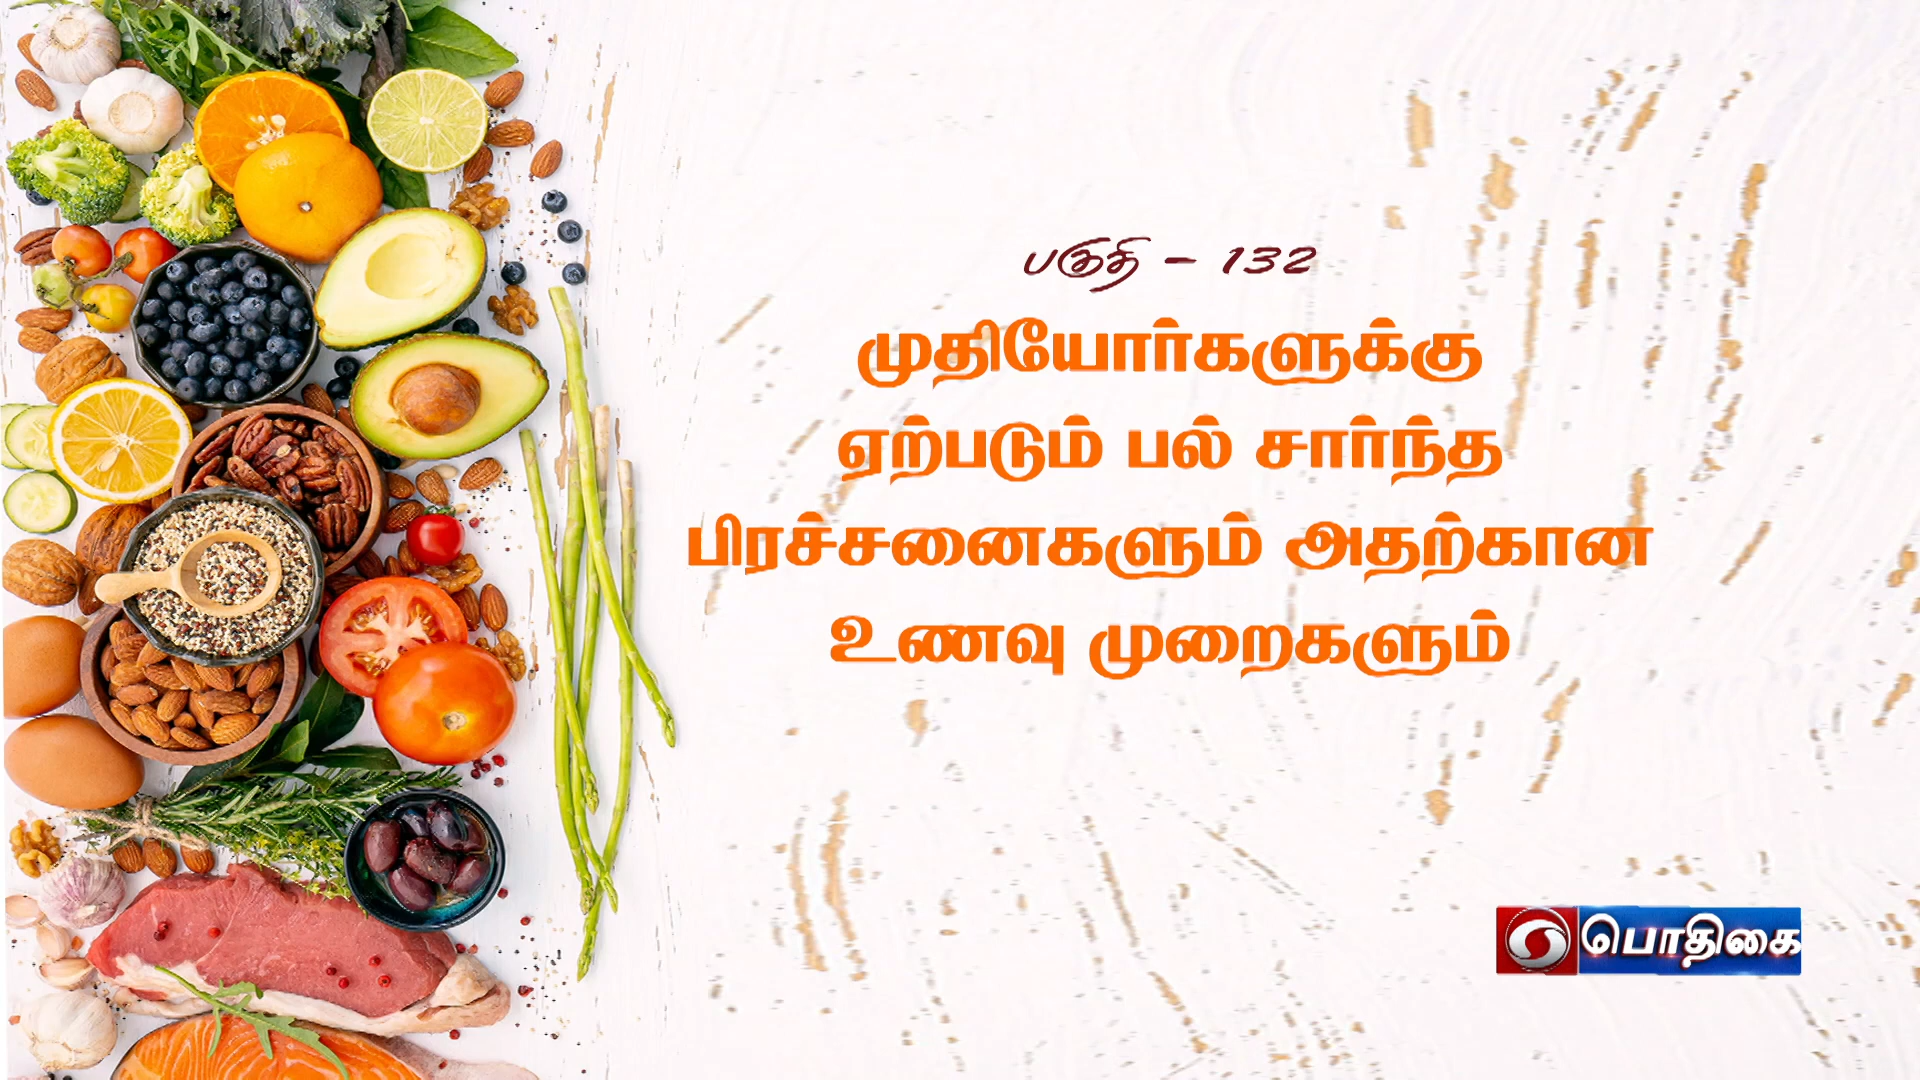 பகுதி - 132
முதியோர்களுக்கு
ஏற்படும் பல் சார்ந்த
பிரச்சனைகளும் அதற்கான
உணவு முறைகளும்
பொதிகை